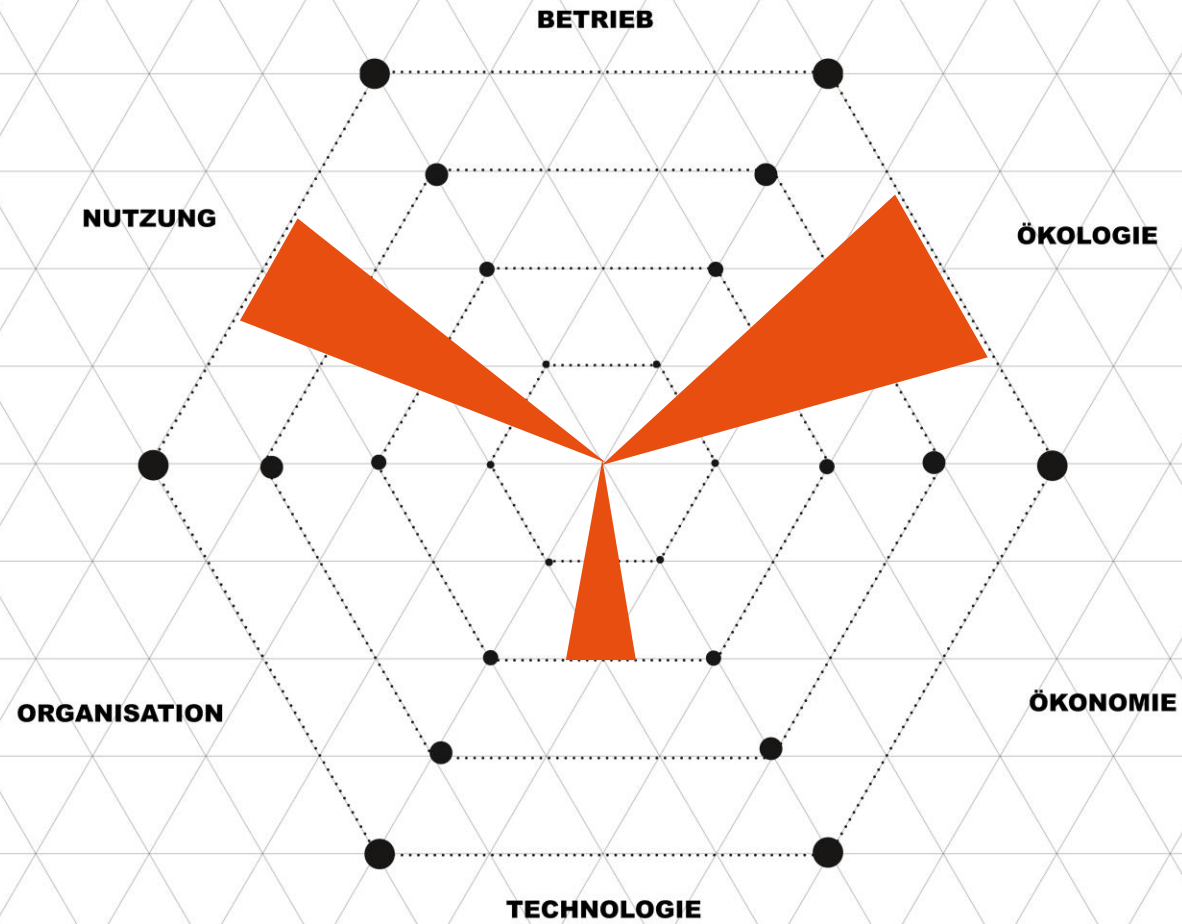 BETRIEB
NUTZUNG
ÖKOLOGIE
ORGANISATION
ÖKONOMIE
TECHNOLOGIE